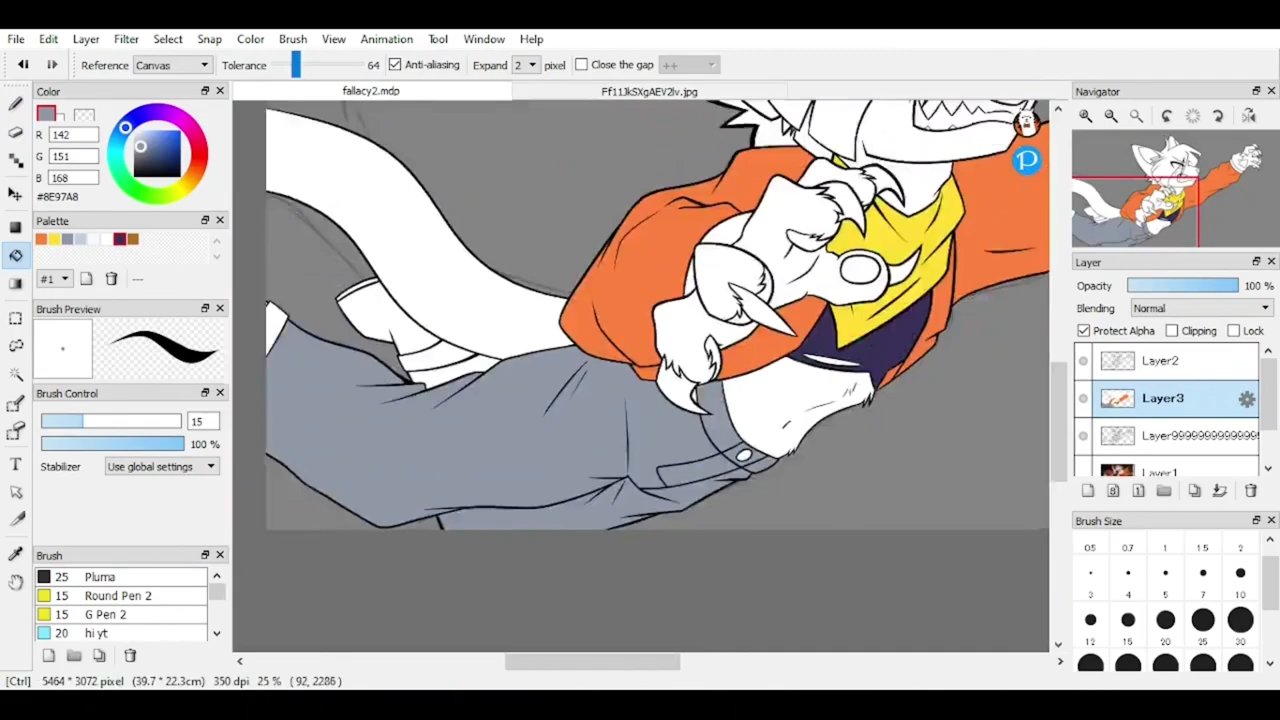 File Edit Layer Filter Select Snap Color Brush View Animation Tool Window Help
Reference Canvas Tolerance 64 Anti-aliasing Expand 2 pixel Close the gap ++
Color
fallacy2.mdp
Ff11JkSXgAEV2lv.jpg
Navigator
R 142
G 151
B 168
#8E97A8
Palette
#1
---
Brush Preview
Brush Control
15
100 %
Stabilizer Use global settings
Brush
25 Pluma
15 Round Pen 2
15 G Pen 2
20 hi yt
Layer
Opacity 100 %
Blending Normal
Protect Alpha Clipping Lock
Layer2
Layer3
Layer99999999999999
Layer1
8 1
Brush Size
0.5 0.7 1 1.5 2
3 4 5 7 10
12 15 20 25 30
[Ctrl] 5464 * 3072 pixel (39.7 * 22.3cm) 350 dpi 25 % ( 92, 2286)